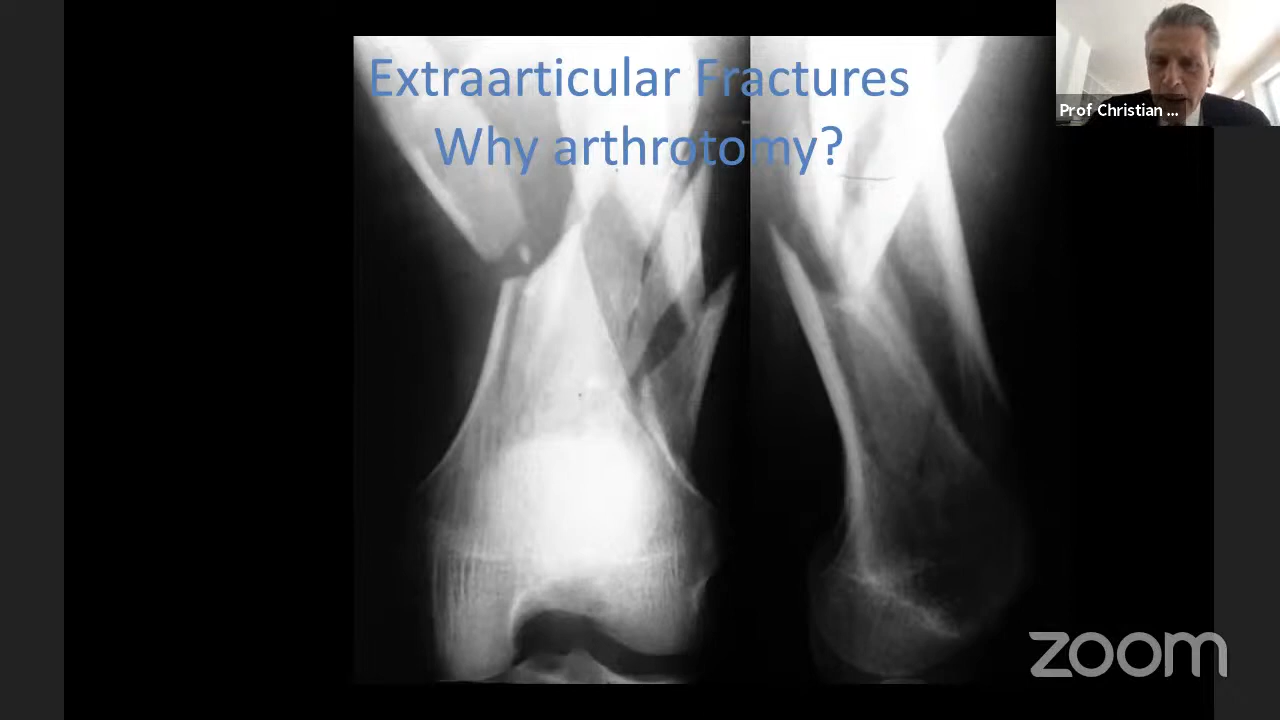 Extraarticular Fractures
Why arthrotomy?
Prof Christian ...
zoom